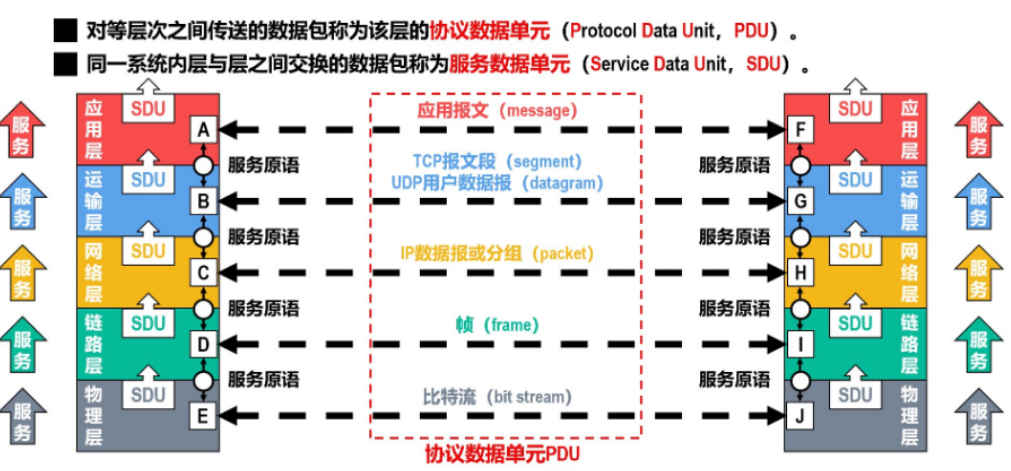 对等层次之间传送的数据包称为该层的协议数据单元（Protocol Data Unit，PDU）。
同一系统内层与层之间交换的数据包称为服务数据单元（Service Data Unit，SDU）。
服务 应用层 SDU A 应用报文（message） F SDU 应用层 服务
服务原语 TCP报文段（segment） 服务原语
服务 运输层 SDU B UDP用户数据报（datagram） G SDU 运输层 服务
服务原语 服务原语
服务 网络层 SDU C IP数据报或分组（packet） H SDU 网络层 服务
服务原语 服务原语
服务 链路层 SDU D 帧（frame） I SDU 链路层 服务
服务原语 服务原语
服务 物理层 SDU E 比特流（bit stream） J SDU 物理层 服务
协议数据单元PDU